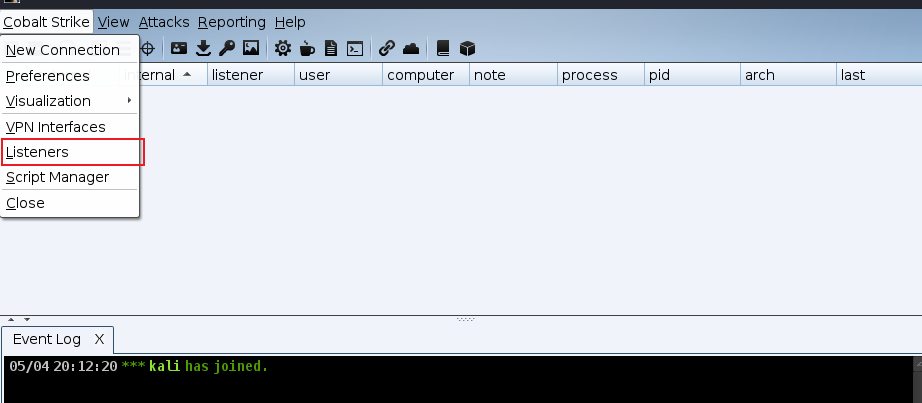 Cobalt Strike View Attacks Reporting Help
New Connection
Preferences
internal listener user computer note process pid arch last
Visualization
VPN Interfaces
Listeners
Script Manager
Close
Event Log X
05/04 20:12:20 *** kali has joined.